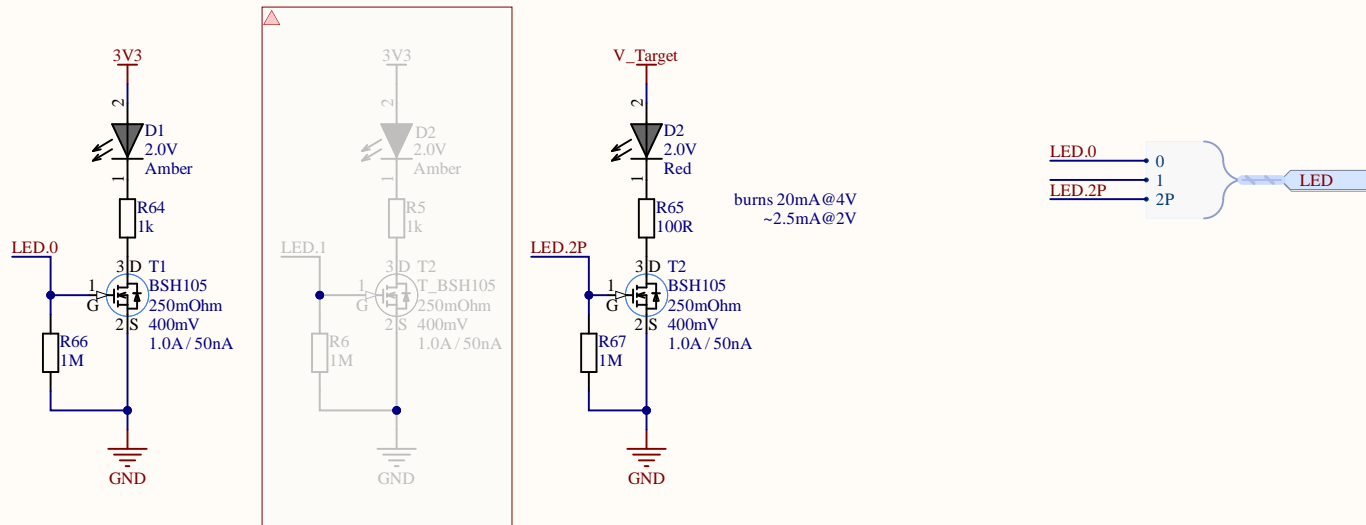 3V3
2
D1
2.0V
Amber
1
R64
1k
LED.0
3 D T1
1
G
BSH105
250mOhm
400mV
1.0A / 50nA
2 S
R66
1M
GND
3V3
2
D2
2.0V
Amber
1
R5
1k
LED.1
3 D T2
1
G
T_BSH105
250mOhm
400mV
1.0A / 50nA
2 S
R6
1M
GND
V_Target
2
D2
2.0V
Red
1
R65
100R
burns 20mA@4V
~2.5mA@2V
LED.2P
3 D T2
1
G
BSH105
250mOhm
400mV
1.0A / 50nA
2 S
R67
1M
GND
LED.0
0
1
LED.2P
2P
LED